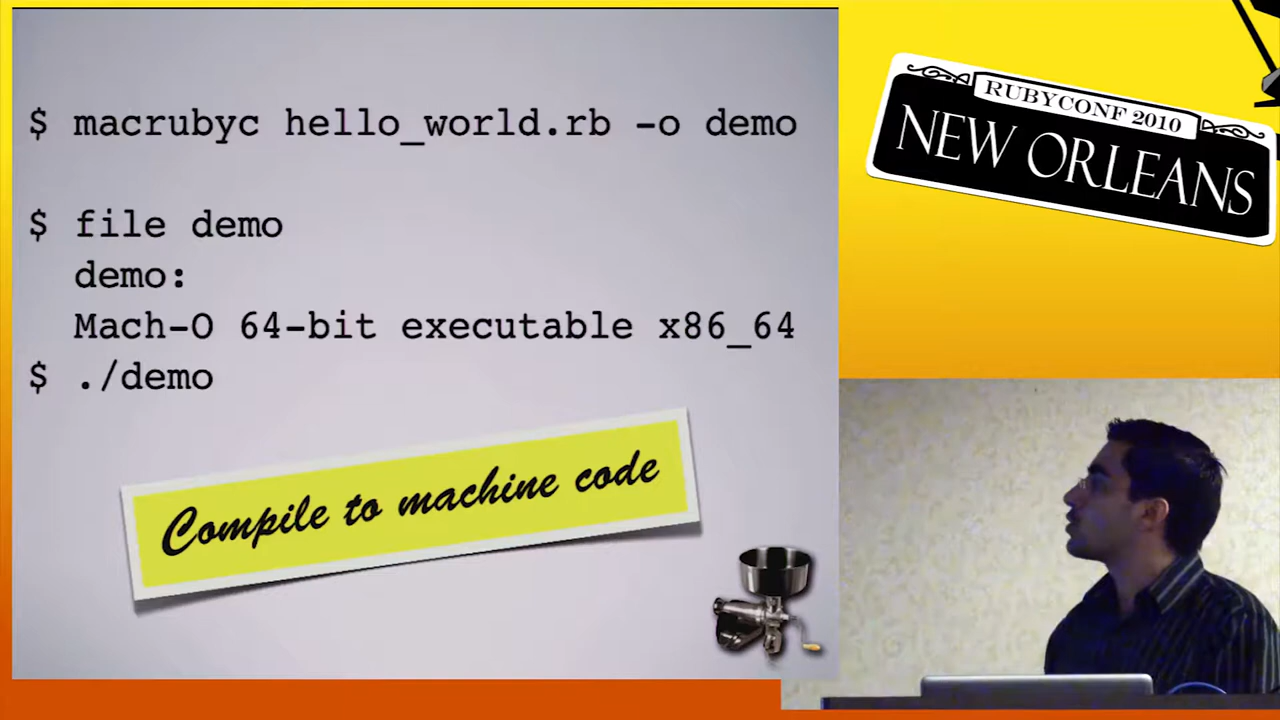 $ macrubyc hello_world.rb -o demo
$ file demo
demo:
Mach-O 64-bit executable x86_64
$ ./demo
Compile to machine code
RUBYCONF 2010
NEW ORLEANS